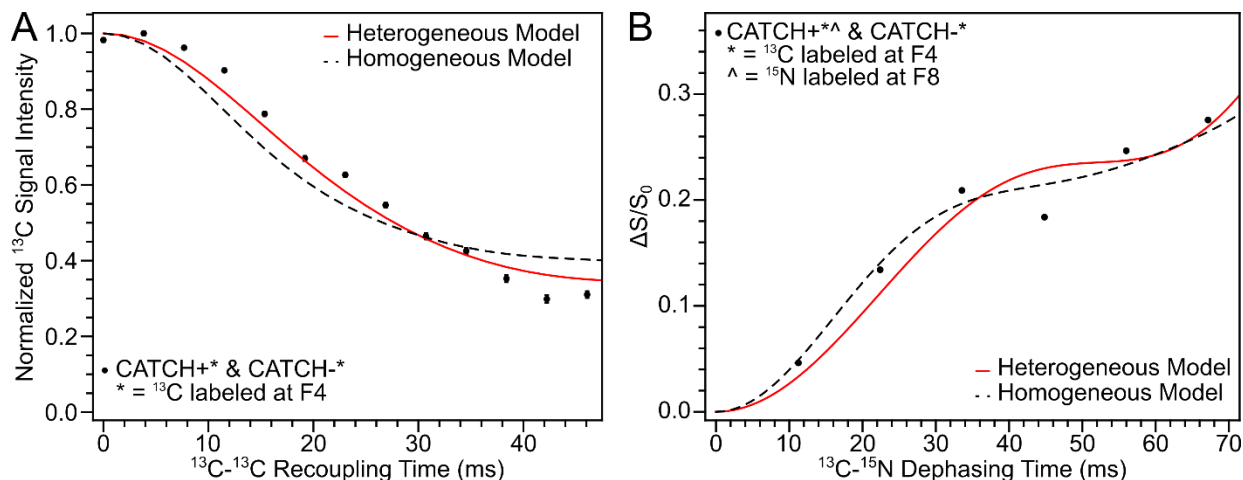 A
Normalized ¹³C Signal Intensity
1.0
0.8
0.6
0.4
0.2
0.0
Heterogeneous Model
Homogeneous Model
CATCH+* & CATCH-*
* = ¹³C labeled at F4
0 10 20 30 40
¹³C-¹³C Recoupling Time (ms)
B
ΔS/S₀
0.3
0.2
0.1
0.0
CATCH+*^ & CATCH-*
* = ¹³C labeled at F4
^ = ¹⁵N labeled at F8
Heterogeneous Model
Homogeneous Model
0 10 20 30 40 50 60 70
¹³C-¹⁵N Dephasing Time (ms)